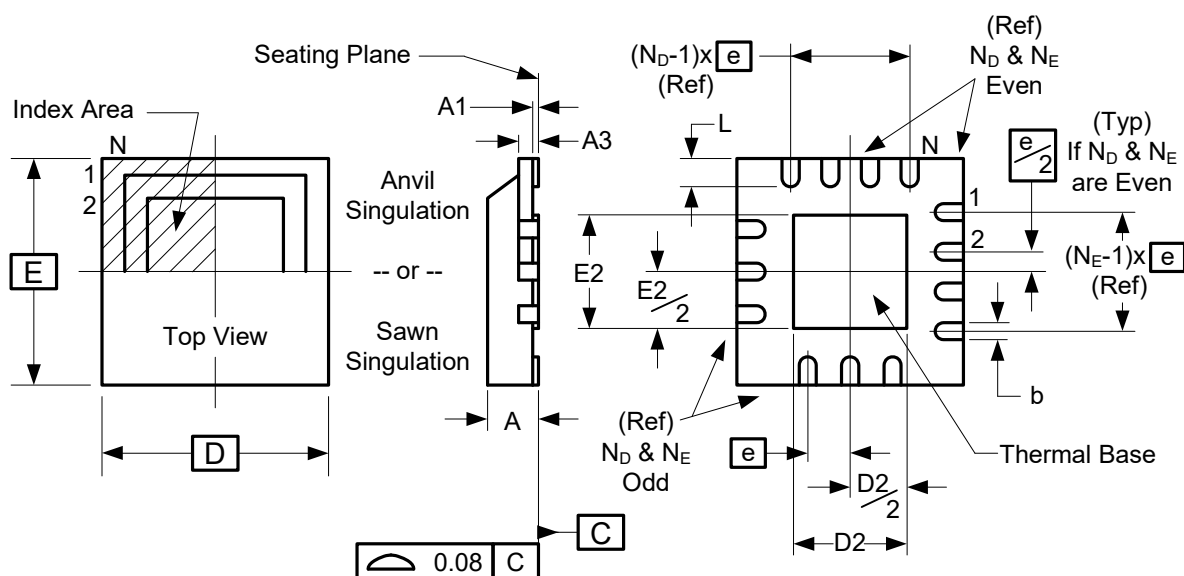 Seating Plane
Index Area
N
1
2
E
Top View
D
A1
A3
Anvil
Singulation
-- or --
Sawn
Singulation
A
C
0.08 C
(N_D-1)x e
(Ref)
L
E2
E2/2
(Ref)
N_D & N_E
Odd
e
D2/2
D2
(Ref)
N_D & N_E
Even
N
e/2
(Typ)
If N_D & N_E
are Even
1
2
(N_E-1)x e
(Ref)
b
Thermal Base